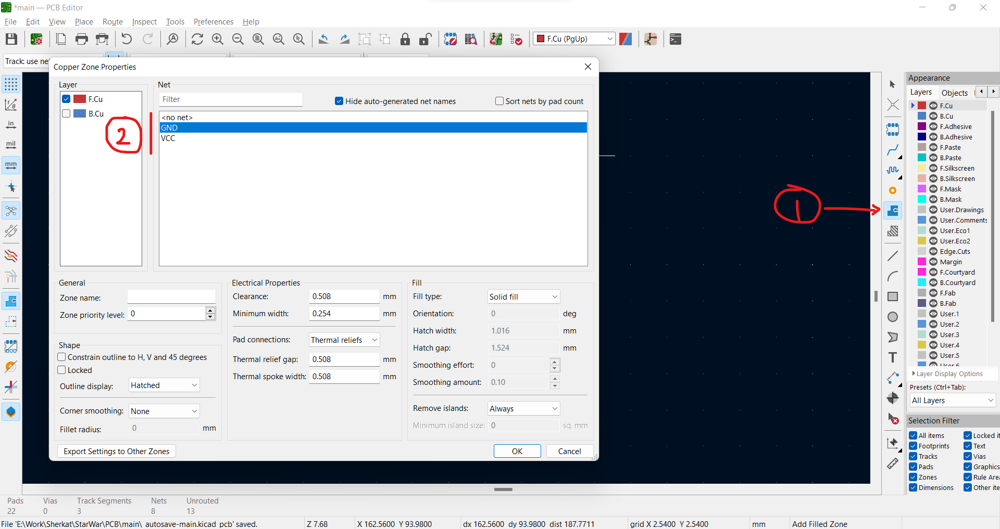 *main — PCB Editor
File Edit View Place Route Inspect Tools Preferences Help
F.Cu (PgUp)
Track: use ne
Copper Zone Properties
Layer
F.Cu
B.Cu
2
Net
Filter
Hide auto-generated net names
Sort nets by pad count
<no net>
GND
VCC
General
Zone name:
Zone priority level: 0
Shape
Constrain outline to H, V and 45 degrees
Locked
Outline display: Hatched
Corner smoothing: None
Fillet radius: 0 mm
Electrical Properties
Clearance: 0.508 mm
Minimum width: 0.254 mm
Pad connections: Thermal reliefs
Thermal relief gap: 0.508 mm
Thermal spoke width: 0.508 mm
Fill
Fill type: Solid fill
Orientation: 0 deg
Hatch width: 1.016 mm
Hatch gap: 1.524 mm
Smoothing effort: 0
Smoothing amount: 0.10
Remove islands: Always
Minimum island size: 0 sq. mm
Export Settings to Other Zones
OK
Cancel
in
mil
mm
1
Appearance
Layers Objects
F.Cu
B.Cu
F.Adhesive
B.Adhesive
F.Paste
B.Paste
F.Silkscreen
B.Silkscreen
F.Mask
B.Mask
User.Drawings
User.Comments
User.Eco1
User.Eco2
Edge.Cuts
Margin
F.Courtyard
B.Courtyard
F.Fab
B.Fab
User.1
User.2
User.3
User.4
User.5
User.6
Layer Display Options
Presets (Ctrl+Tab):
All Layers
Selection Filter
All items Locked it
Footprints Text
Tracks Vias
Pads Graphics
Zones Rule Are
Dimensions Other ite
Pads Vias Track Segments Nets Unrouted
22 0 3 8 13
File 'E:\Work\Sherkat\StarWar\PCB\main\_autosave-main.kicad_pcb' saved. Z 7.68 X 162.5600 Y 93.9800 dx 162.5600 dy 93.9800 dist 187.7711 grid X 2.5400 Y 2.5400 mm Add Filled Zone